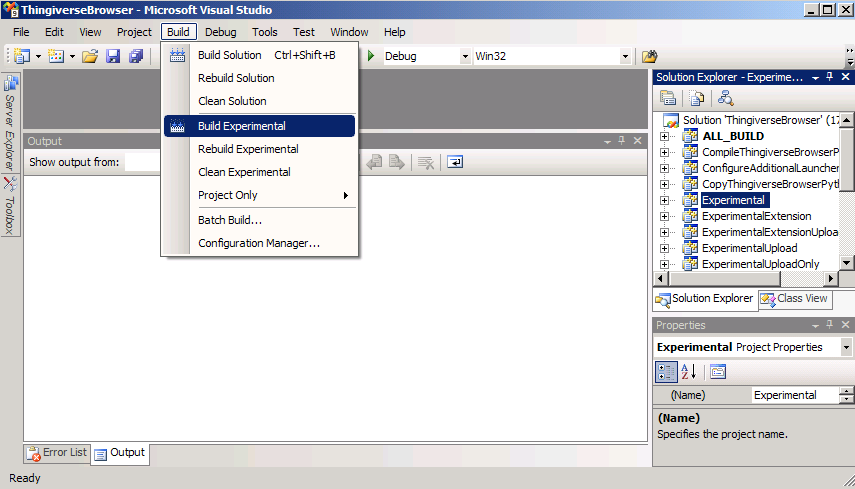 ThingiverseBrowser - Microsoft Visual Studio
File Edit View Project Build Debug Tools Test Window Help
Debug Win32
Build Solution Ctrl+Shift+B
Rebuild Solution
Clean Solution
Build Experimental
Rebuild Experimental
Clean Experimental
Project Only
Batch Build...
Configuration Manager...
Server Explorer
Toolbox
Output
Show output from:
Error List Output
Solution Explorer - Experime...
Solution 'ThingiverseBrowser' (17
ALL_BUILD
CompileThingiverseBrowserP
ConfigureAdditionalLauncher
CopyThingiverseBrowserPyth
Experimental
ExperimentalExtension
ExperimentalExtensionUploa
ExperimentalUpload
ExperimentalUploadOnly
Solution Explorer Class View
Properties
Experimental Project Properties
(Name) Experimental
(Name)
Specifies the project name.
Ready